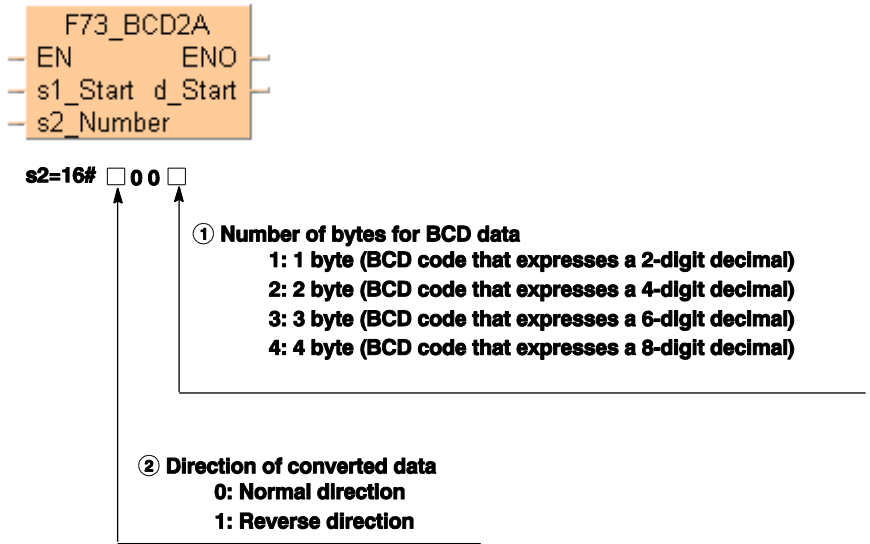 F73_BCD2A
EN ENO
s1_Start d_Start
s2_Number
s2=16# □ 0 0 □
① Number of bytes for BCD data
1: 1 byte (BCD code that expresses a 2-digit decimal)
2: 2 byte (BCD code that expresses a 4-digit decimal)
3: 3 byte (BCD code that expresses a 6-digit decimal)
4: 4 byte (BCD code that expresses a 8-digit decimal)
② Direction of converted data
0: Normal direction
1: Reverse direction